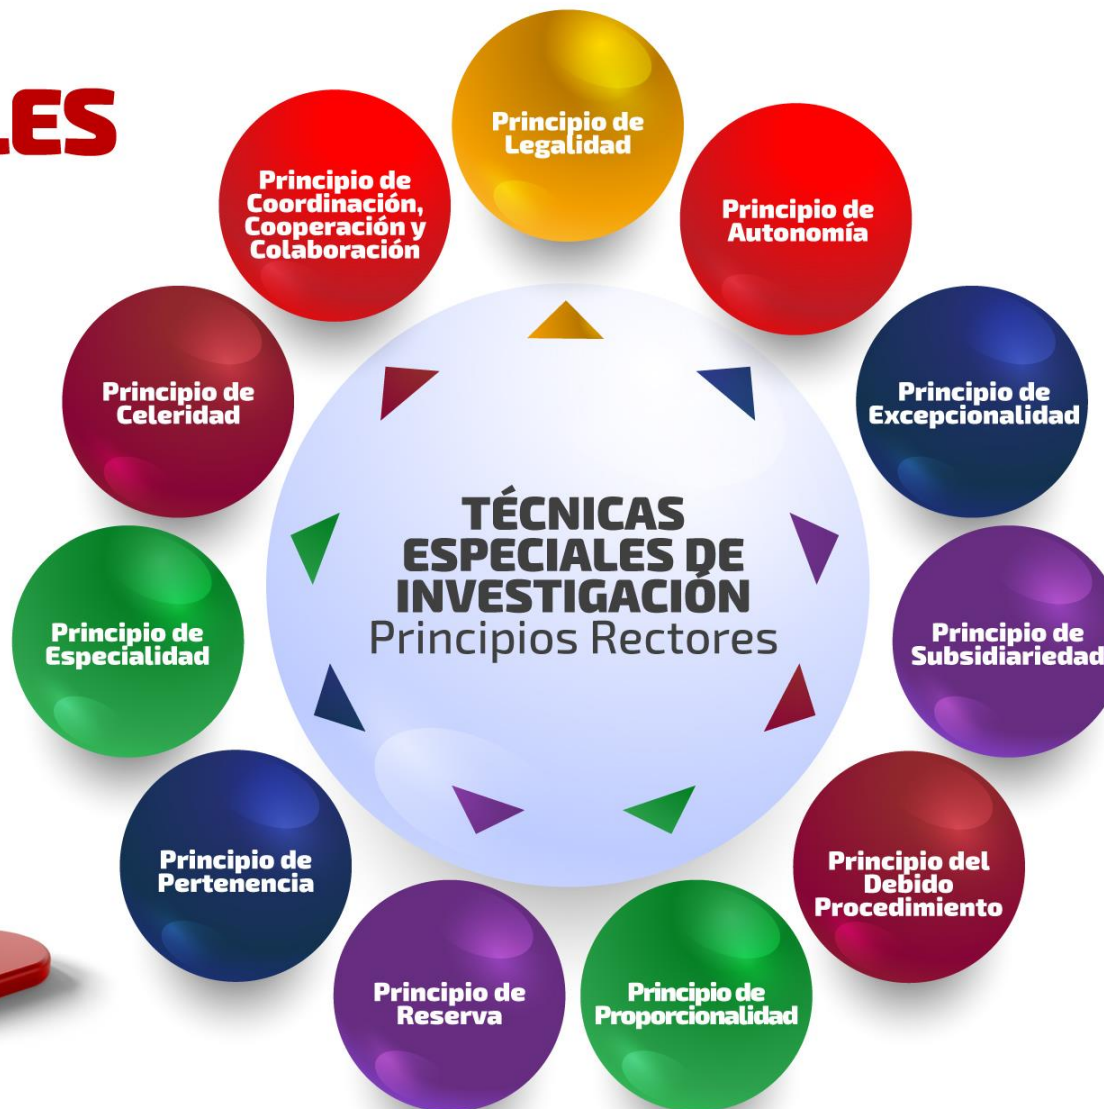 Principio de
Legalidad
Principio de
Autonomía
Principio de
Excepcionalidad
Principio de
Subsidiariedad
Principio del
Debido
Procedimiento
Principio de
Proporcionalidad
Principio de
Reserva
Principio de
Pertenencia
Principio de
Especialidad
Principio de
Celeridad
Principio de
Coordinación,
Cooperación y
Colaboración
TÉCNICAS
ESPECIALES DE
INVESTIGACIÓN
Principios Rectores